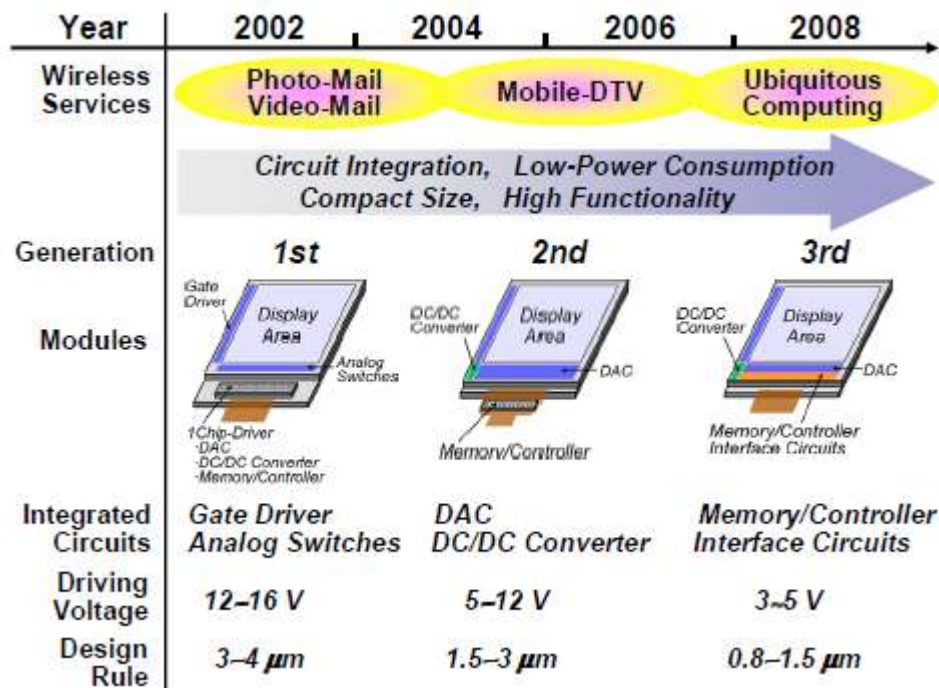 Year 2002 2004 2006 2008
Wireless
Services
Photo-Mail
Video-Mail
Mobile-DTV
Ubiquitous
Computing
Circuit Integration, Low-Power Consumption
Compact Size, High Functionality
Generation 1st 2nd 3rd
Modules
Gate
Driver
Display
Area
Analog
Switches
1Chip-Driver
-DAC
-DC/DC Converter
-Memory/Controller
DC/DC
Converter
Display
Area
DAC
Memory/Controller
DC/DC
Converter
Display
Area
DAC
Memory/Controller
Interface Circuits
Integrated
Circuits
Gate Driver
Analog Switches
DAC
DC/DC Converter
Memory/Controller
Interface Circuits
Driving
Voltage
12–16 V 5–12 V 3~5 V
Design
Rule
3–4 μm 1.5–3 μm 0.8–1.5 μm